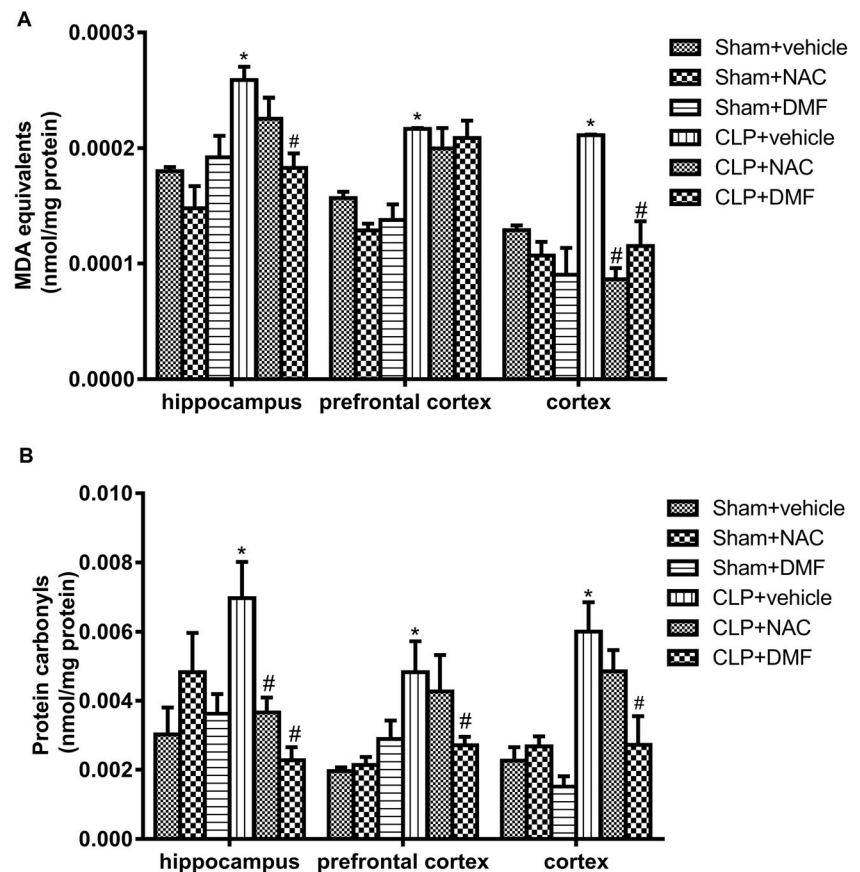 A
MDA equivalents
(nmol/mg protein)
0.0003
0.0002
0.0001
0.0000
*
#
*
*
#
#
hippocampus
prefrontal cortex
cortex
Sham+vehicle
Sham+NAC
Sham+DMF
CLP+vehicle
CLP+NAC
CLP+DMF
B
Protein carbonyls
(nmol/mg protein)
0.010
0.008
0.006
0.004
0.002
0.000
*
#
#
*
#
*
#
hippocampus
prefrontal cortex
cortex
Sham+vehicle
Sham+NAC
Sham+DMF
CLP+vehicle
CLP+NAC
CLP+DMF